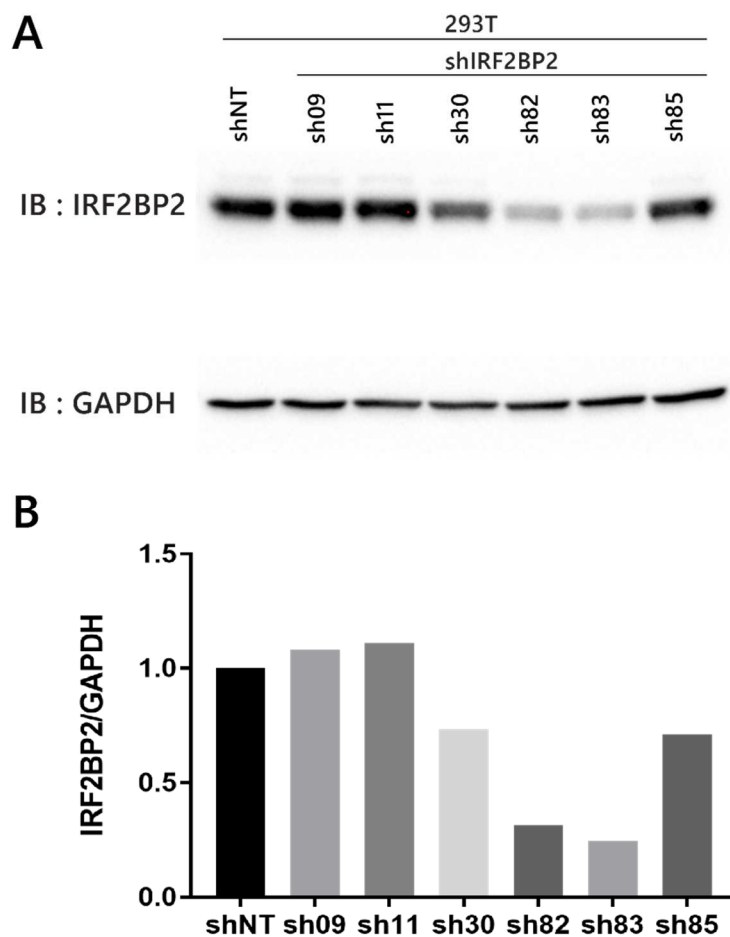 A
293T
shIRF2BP2
shNT sh09 sh11 sh30 sh82 sh83 sh85
IB : IRF2BP2
IB : GAPDH
B
IRF2BP2/GAPDH
1.5
1.0
0.5
0.0
shNT sh09 sh11 sh30 sh82 sh83 sh85